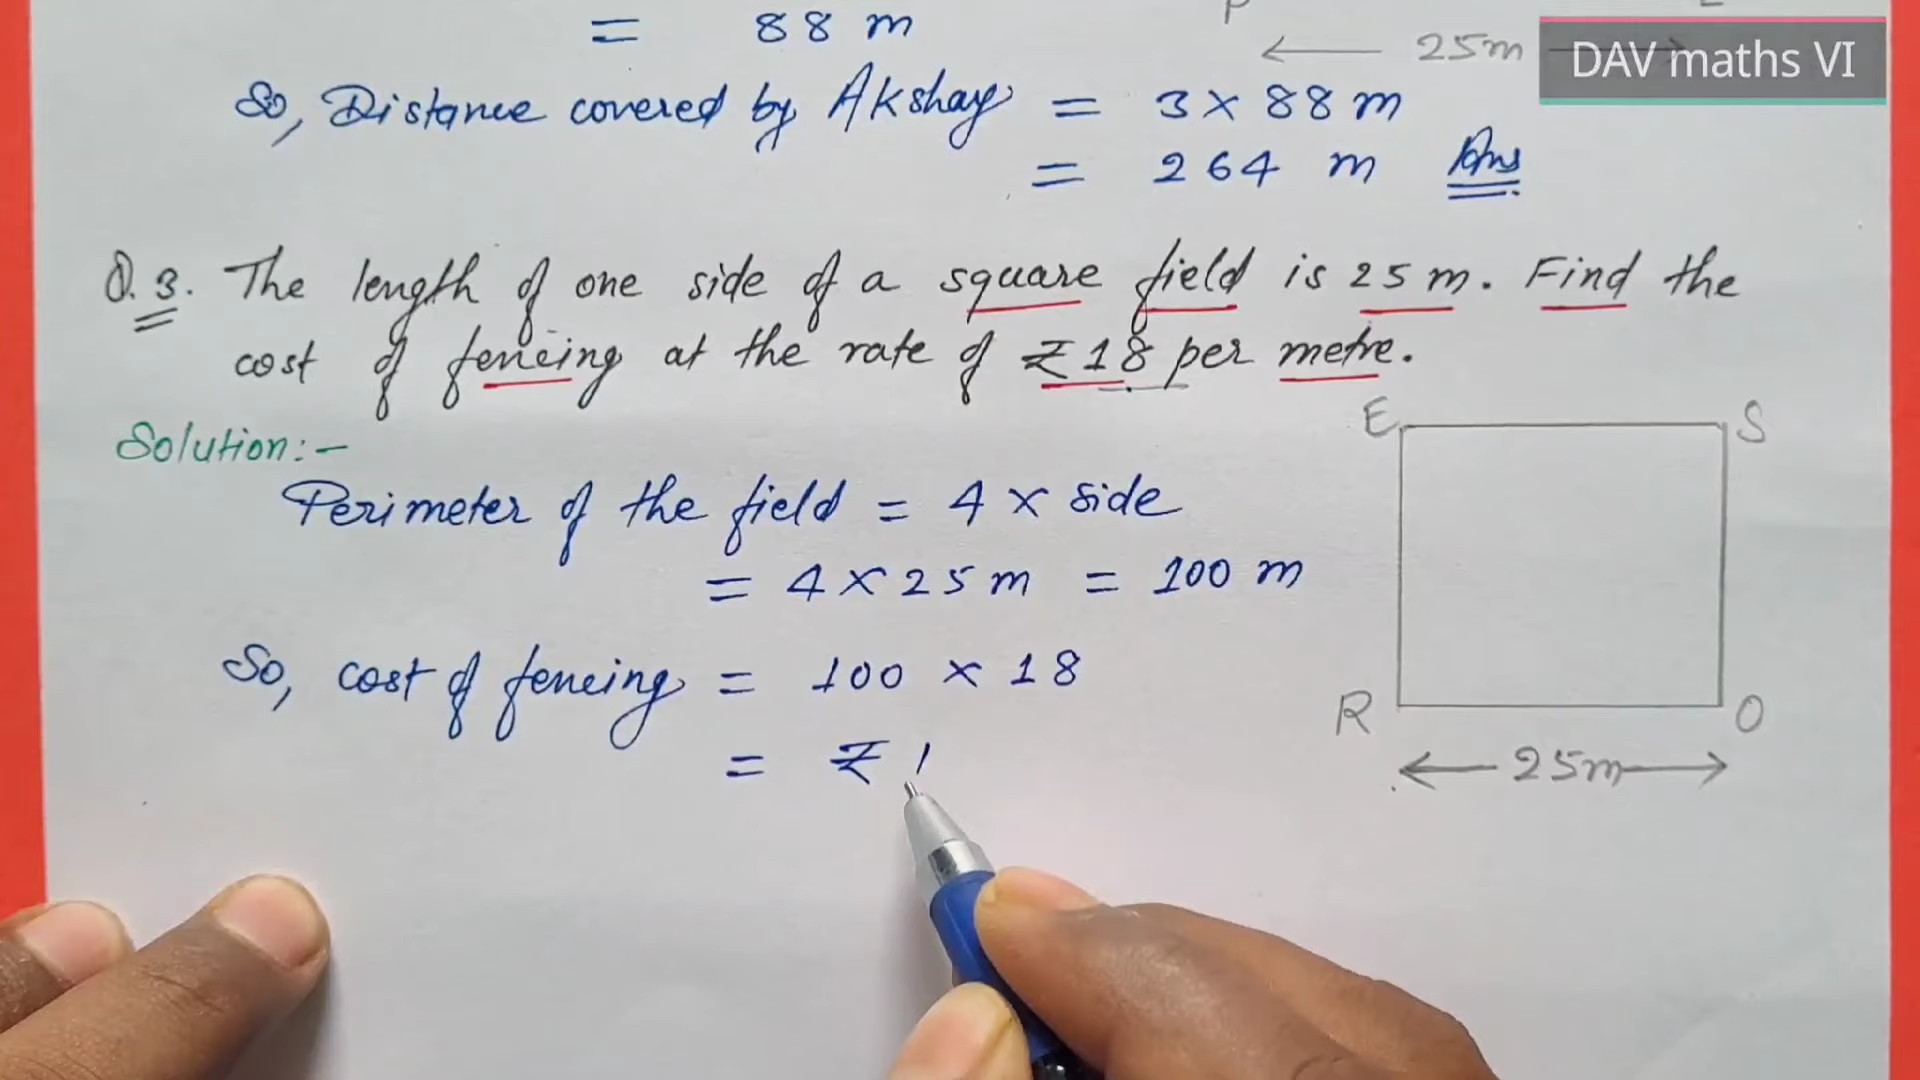 = 88 m
P
25m
DAV maths VI
So, Distance covered by Akshay = 3 × 88 m
= 264 m Ans
Q.3. The length of one side of a square field is 25 m. Find the
cost of fencing at the rate of ₹18 per metre.
E S
Solution:-
Perimeter of the field = 4 × side
= 4 × 25 m = 100 m
So, cost of fencing = 100 × 18
R O
= ₹ 1
25m